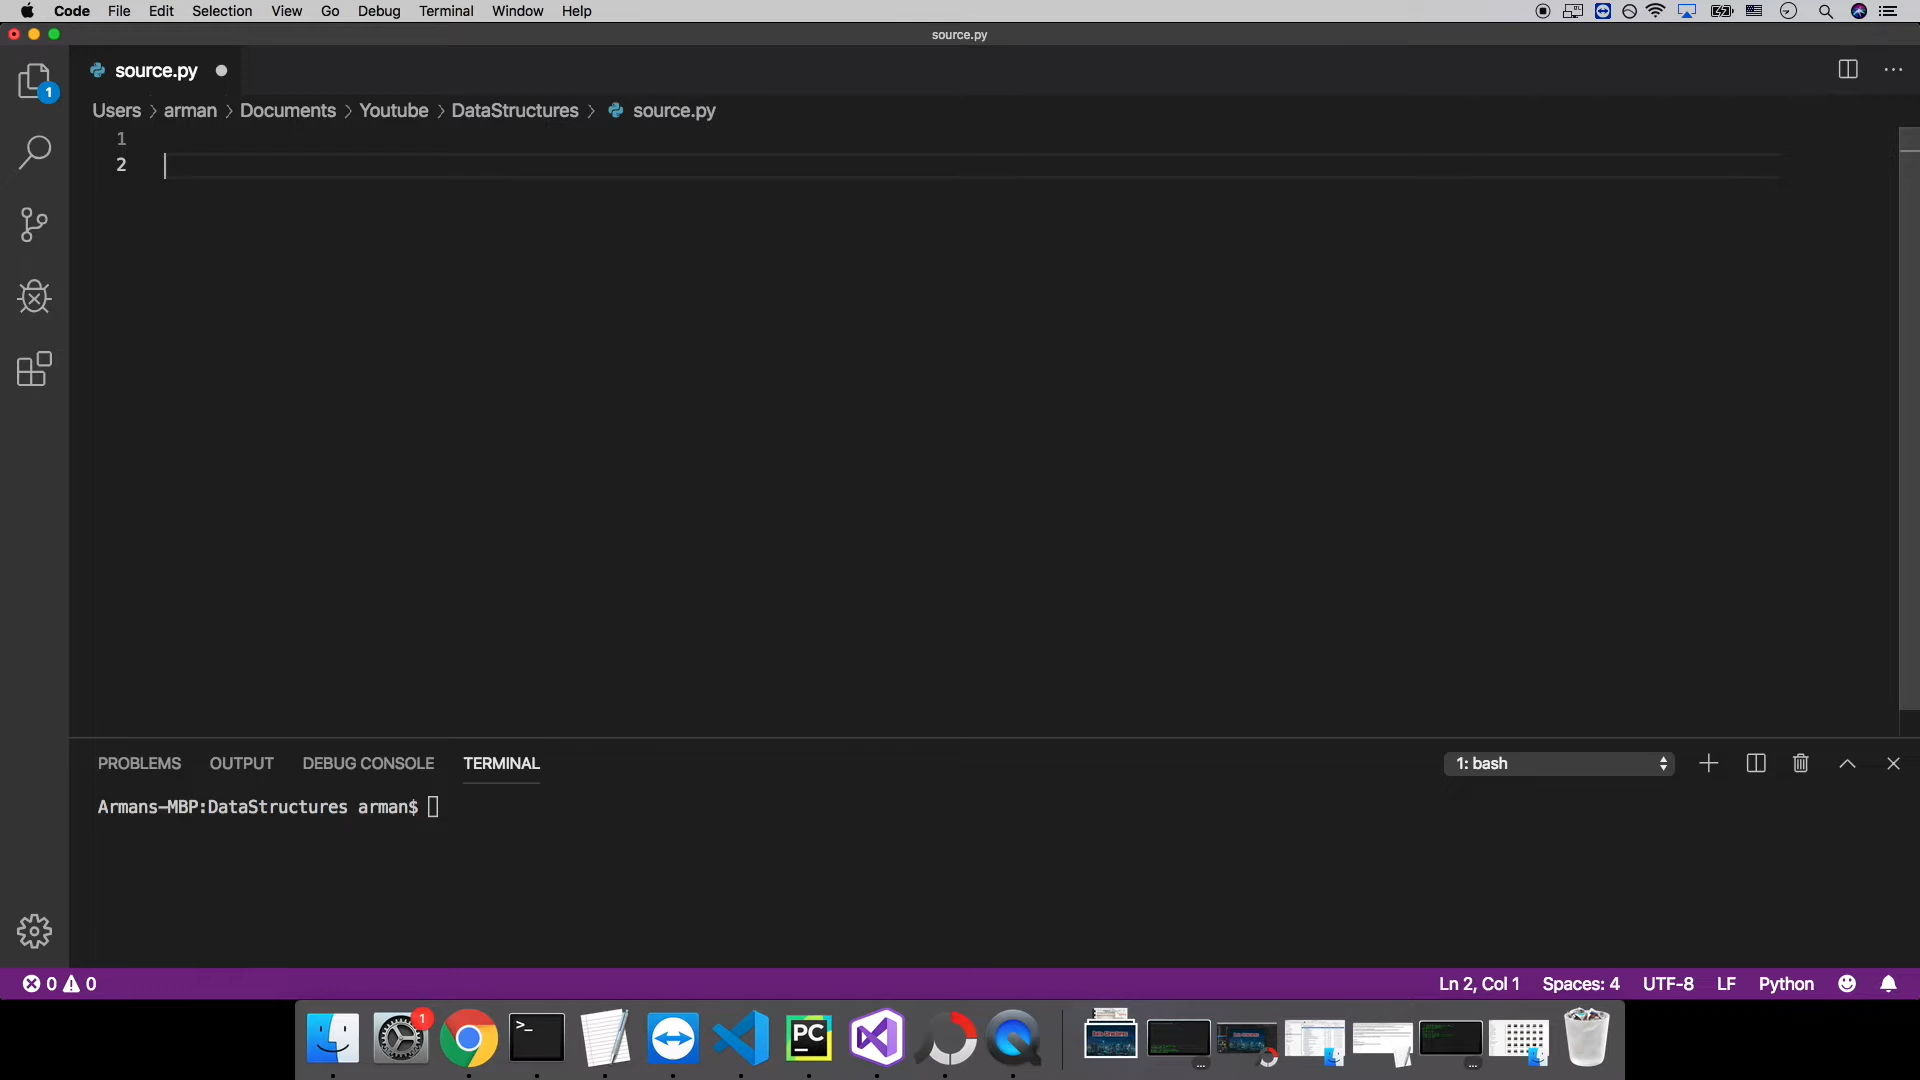 Code File Edit Selection View Go Debug Terminal Window Help
source.py
source.py
1
Users > arman > Documents > Youtube > DataStructures > source.py
1
2
PROBLEMS OUTPUT DEBUG CONSOLE TERMINAL
1: bash
Armans-MBP:DataStructures arman$
0 0
Ln 2, Col 1 Spaces: 4 UTF-8 LF Python
1
>_
PC